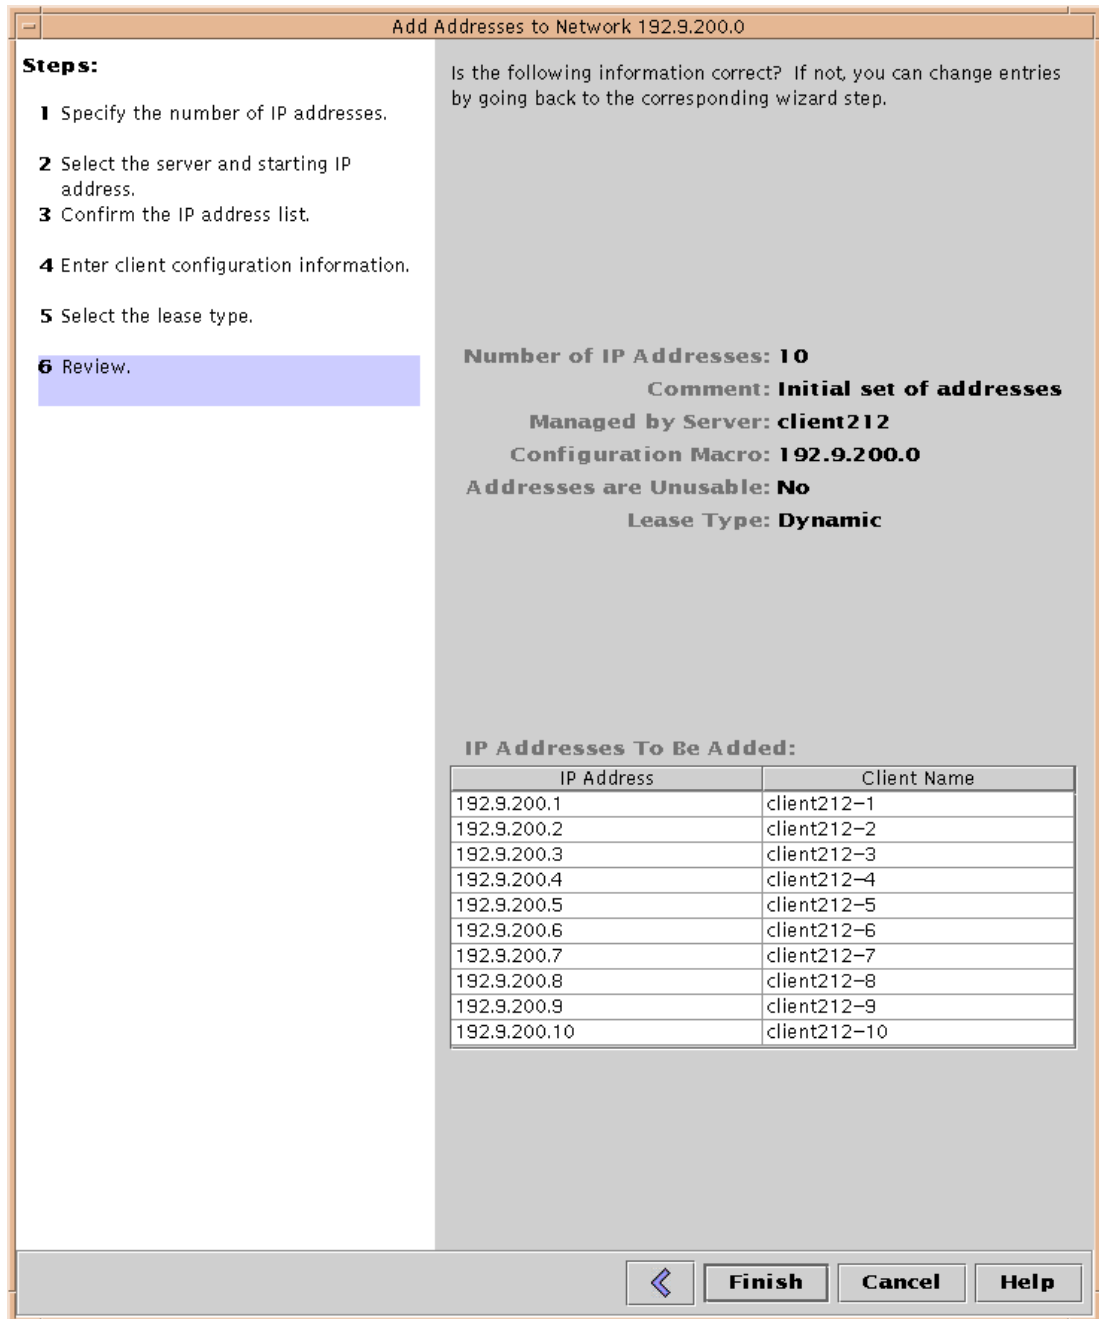 Add Addresses to Network 192.9.200.0
Steps:
1 Specify the number of IP addresses.
2 Select the server and starting IP
address.
3 Confirm the IP address list.
4 Enter client configuration information.
5 Select the lease type.
6 Review.
Is the following information correct? If not, you can change entries
by going back to the corresponding wizard step.
Number of IP Addresses: 10
Comment: Initial set of addresses
Managed by Server: client212
Configuration Macro: 192.9.200.0
Addresses are Unusable: No
Lease Type: Dynamic
IP Addresses To Be Added:
IP Address Client Name
192.9.200.1 client212-1
192.9.200.2 client212-2
192.9.200.3 client212-3
192.9.200.4 client212-4
192.9.200.5 client212-5
192.9.200.6 client212-6
192.9.200.7 client212-7
192.9.200.8 client212-8
192.9.200.9 client212-9
192.9.200.10 client212-10
Finish Cancel Help